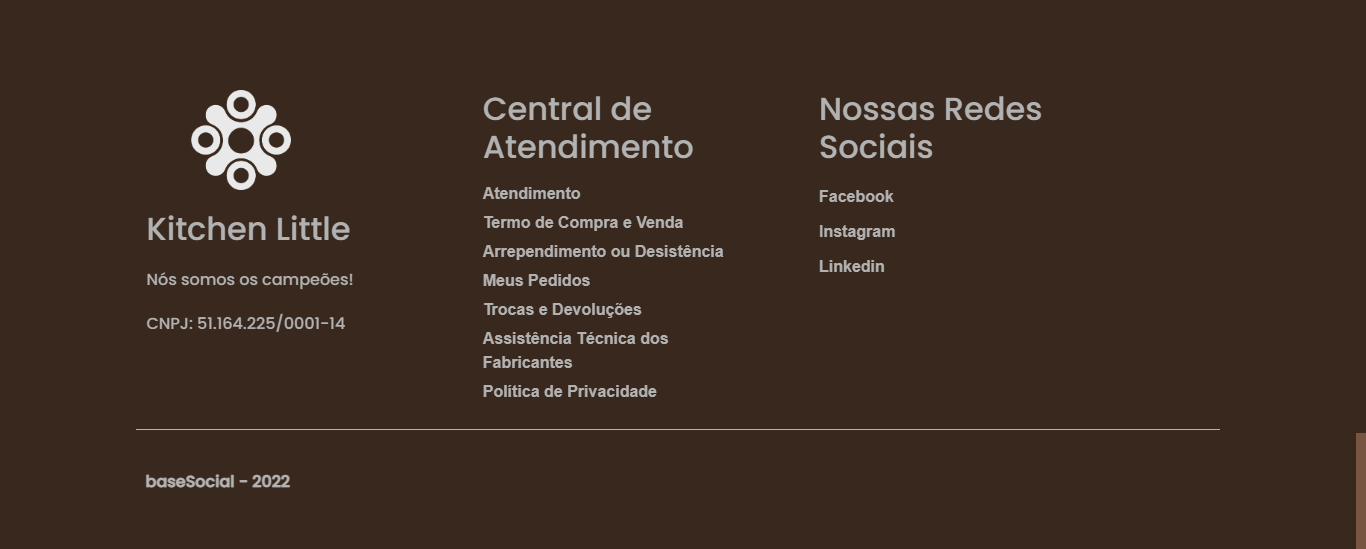 Kitchen Little
Nós somos os campeões!
CNPJ: 51.164.225/0001-14
Central de
Atendimento
Atendimento
Termo de Compra e Venda
Arrependimento ou Desistência
Meus Pedidos
Trocas e Devoluções
Assistência Técnica dos
Fabricantes
Política de Privacidade
Nossas Redes
Sociais
Facebook
Instagram
Linkedin
baseSocial - 2022